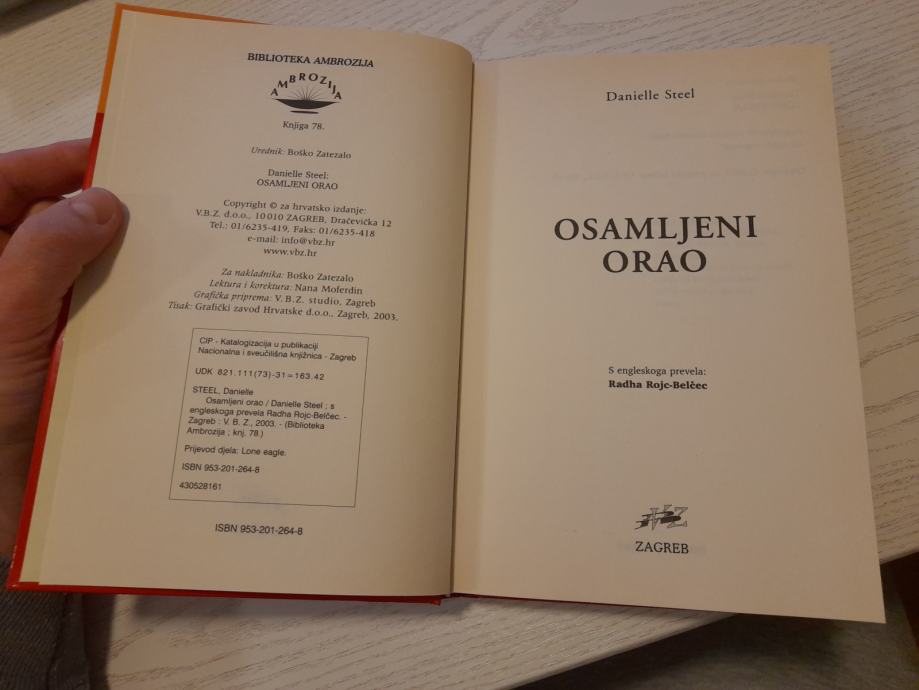 BIBLIOTEKA AMBROZIJA
AMBROZIJA
Knjiga 78.
Urednik: Boško Zatezalo
Danielle Steel:
OSAMLJENI ORAO
Copyright © za hrvatsko izdanje:
V.B.Z. d.o.o., 10010 ZAGREB, Dračevička 12
Tel.: 01/6235-419, Faks: 01/6235-418
e-mail: info@vbz.hr
www.vbz.hr
Za nakladnika: Boško Zatezalo
Lektura i korektura: Nana Moferdin
Grafička priprema: V.B.Z. studio, Zagreb
Tisak: Grafički zavod Hrvatske d.o.o., Zagreb, 2003.
CIP - Katalogizacija u publikaciji
Nacionalna i sveučilišna knjižnica - Zagreb
UDK 821.111(73)-31=163.42
STEEL, Danielle
Osamljeni orao / Danielle Steel ; s
engleskoga prevela Radha Rojc-Belčec. -
Zagreb : V. B. Z., 2003. - (Biblioteka
Ambrozija ; knj. 78.)
Prijevod djela: Lone eagle.
ISBN 953-201-264-8
430528161
ISBN 953-201-264-8
Danielle Steel
OSAMLJENI
ORAO
S engleskoga prevela:
Radha Rojc-Belčec
VBZ
ZAGREB